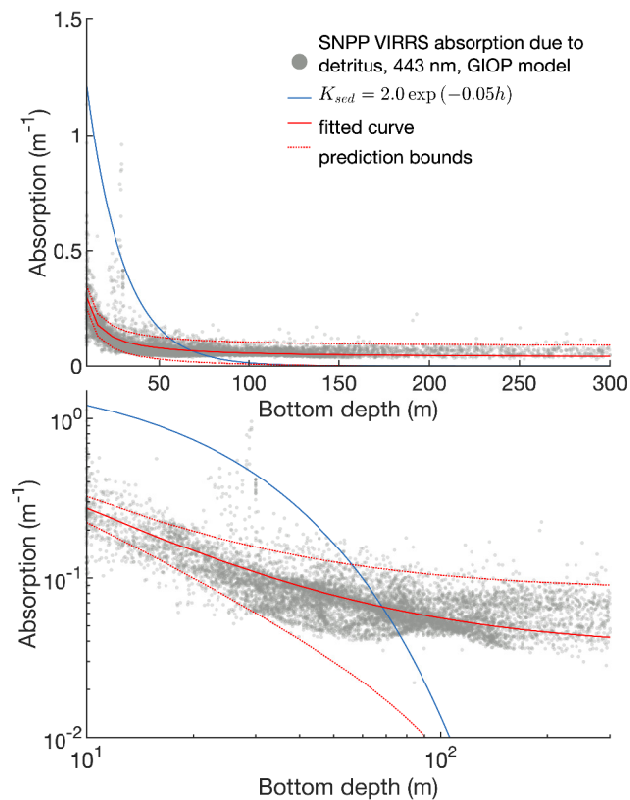 1.5
SNPP VIRRS absorption due to
detritus, 443 nm, GIOP model
K_sed = 2.0 exp (−0.05h)
fitted curve
prediction bounds
1
0.5
0
Absorption (m⁻¹)
50 100 150 200 250 300
Bottom depth (m)
10⁰
10⁻¹
10⁻²
Absorption (m⁻¹)
10¹ 10²
Bottom depth (m)